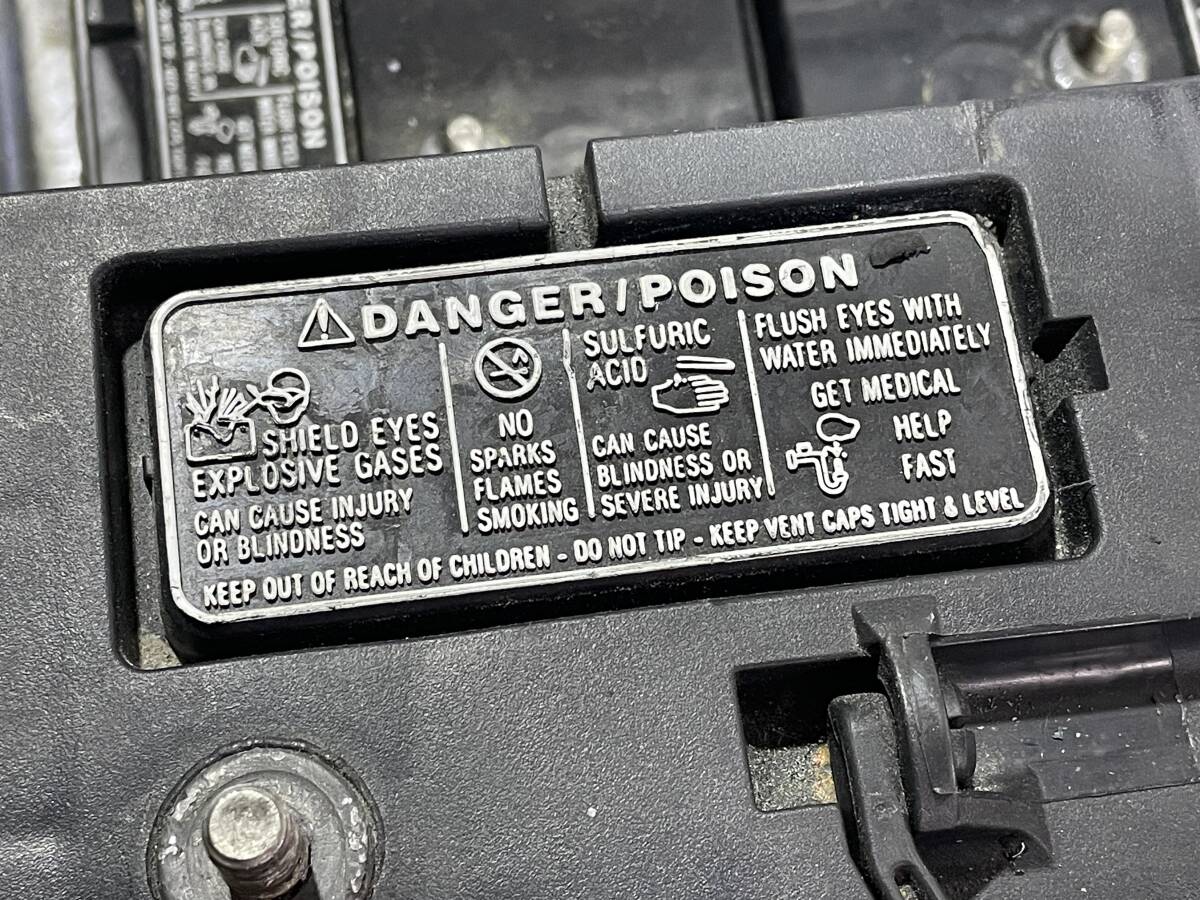 ER/POISON
DANGER/POISON
SHIELD EYES
EXPLOSIVE GASES
CAN CAUSE INJURY
OR BLINDNESS
NO
SPARKS
FLAMES
SMOKING
SULFURIC
ACID
CAN CAUSE
BLINDNESS OR
SEVERE INJURY
FLUSH EYES WITH
WATER IMMEDIATELY
GET MEDICAL
HELP
FAST
KEEP OUT OF REACH OF CHILDREN - DO NOT TIP - KEEP VENT CAPS TIGHT & LEVEL